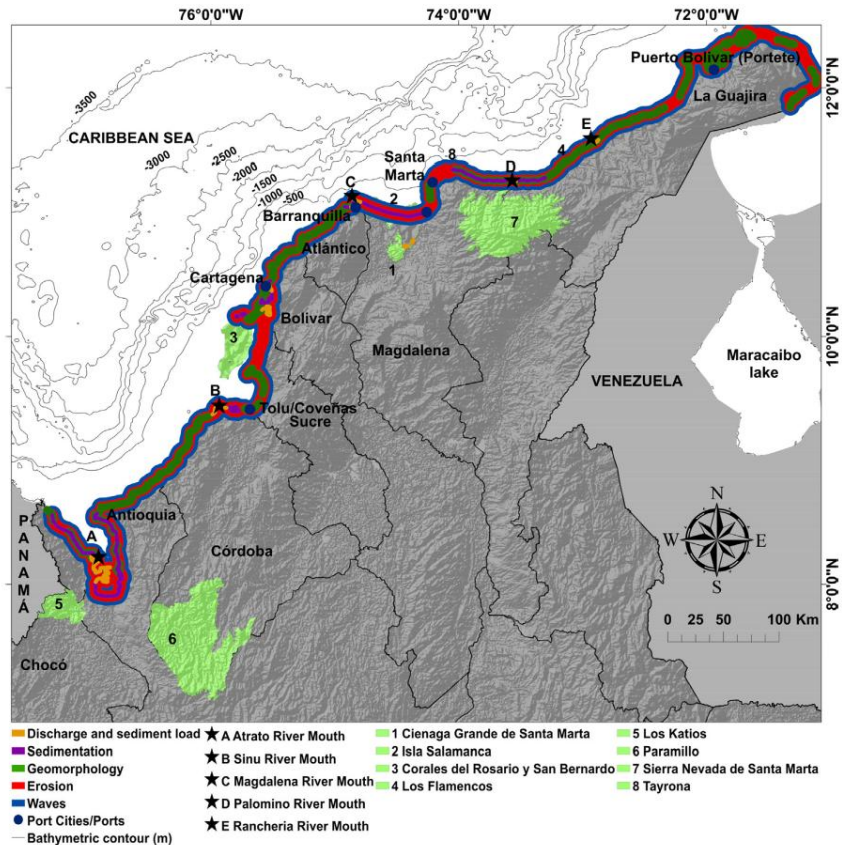 76°0'0"W 74°0'0"W 72°0'0"W
Puerto Bolivar (Portete)
12°0'0"N
La Guajira
-3500
CARIBBEAN SEA
E
-3000
-2500
-2000
-1500
-1000
-500
Santa
Marta
8
4
D
C
2
Barranquilla
7
Atlántico
1
Cartagena
Bolivar
10°0'0"N
3
Magdalena
Maracaibo
lake
VENEZUELA
B
Tolu/Coveñas
Sucre
PANAMÁ
Antioquia
A
Córdoba
N
W E
S
8°0'0"N
5
6
0 25 50 100 Km
Chocó
Discharge and sediment load
Sedimentation
Geomorphology
Erosion
Waves
Port Cities/Ports
Bathymetric contour (m)
A Atrato River Mouth
B Sinu River Mouth
C Magdalena River Mouth
D Palomino River Mouth
E Rancheria River Mouth
1 Cienaga Grande de Santa Marta
2 Isla Salamanca
3 Corales del Rosario y San Bernardo
4 Los Flamencos
5 Los Katios
6 Paramillo
7 Sierra Nevada de Santa Marta
8 Tayrona